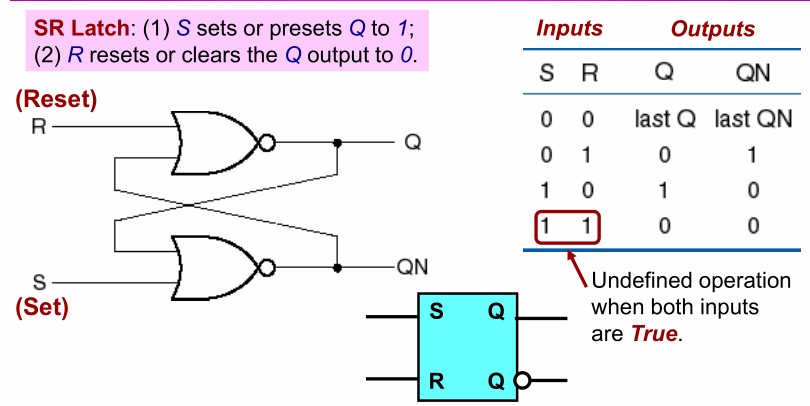 SR Latch: (1) S sets or presets Q to 1;
(2) R resets or clears the Q output to 0.
(Reset)
R
Q
S
QN
(Set)
S Q
R Q
Inputs Outputs
S R Q QN
0 0 last Q last QN
0 1 0 1
1 0 1 0
1 1 0 0
Undefined operation
when both inputs
are True.